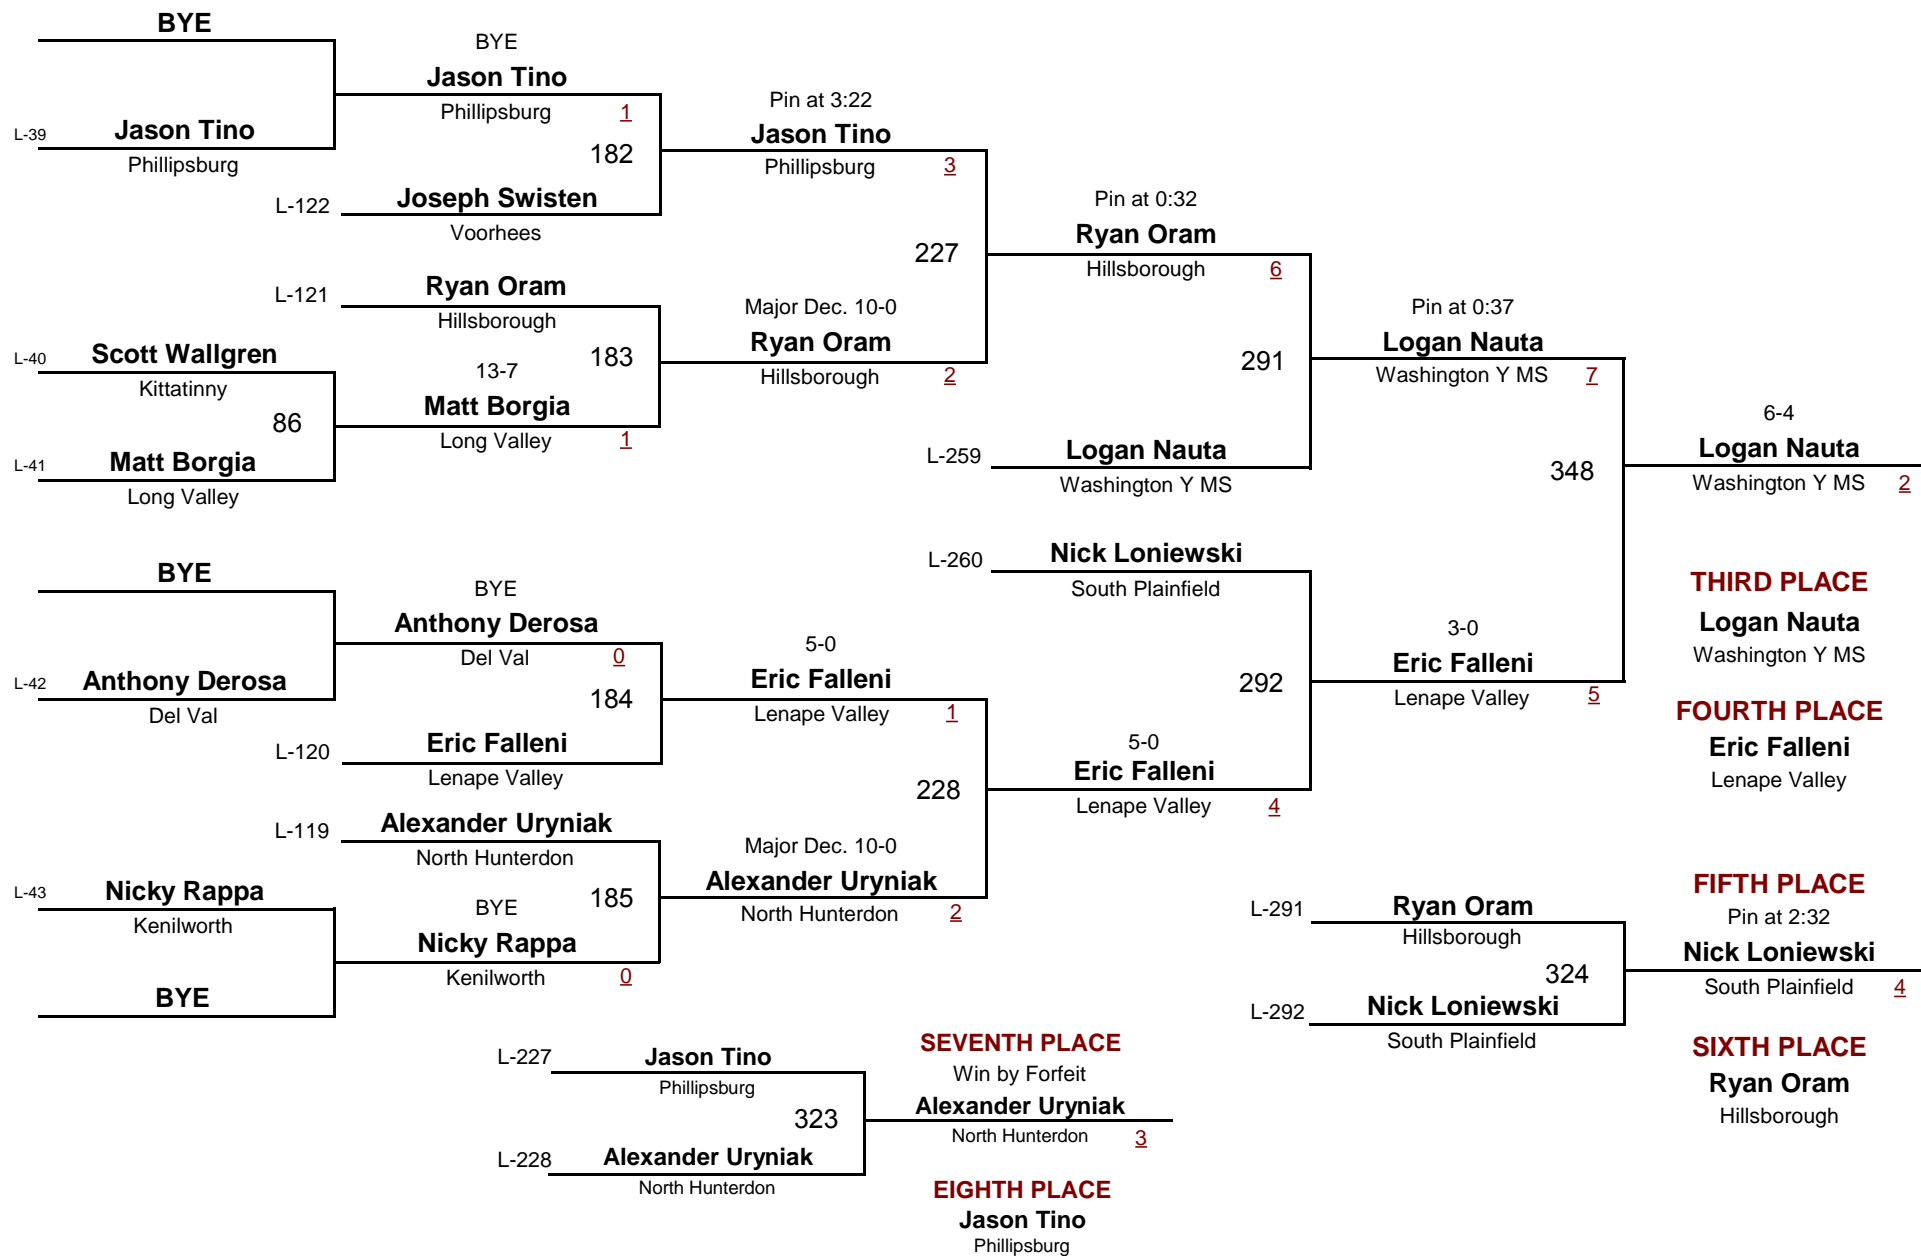 BYE
BYE
Jason Tino
Phillipsburg 1
L-39 Jason Tino
Phillipsburg
182
Pin at 3:22
Jason Tino
Phillipsburg 3
L-122 Joseph Swisten
Voorhees
227
Pin at 0:32
Ryan Oram
Hillsborough 6
L-121 Ryan Oram
Hillsborough
L-40 Scott Wallgren
Kittatinny
183
Major Dec. 10-0
Ryan Oram
Hillsborough 2
86
13-7
Matt Borgia
Long Valley 1
L-41 Matt Borgia
Long Valley
291
Pin at 0:37
Logan Nauta
Washington Y MS 7
L-259 Logan Nauta
Washington Y MS
348
6-4
Logan Nauta
Washington Y MS 2
L-260 Nick Loniewski
South Plainfield
BYE
BYE
Anthony Derosa
Del Val 0
L-42 Anthony Derosa
Del Val
184
5-0
Eric Falleni
Lenape Valley 1
L-120 Eric Falleni
Lenape Valley
292
3-0
Eric Falleni
Lenape Valley 5
THIRD PLACE
Logan Nauta
Washington Y MS
FOURTH PLACE
Eric Falleni
Lenape Valley
228
5-0
Eric Falleni
Lenape Valley 4
L-119 Alexander Uryniak
North Hunterdon
185
Major Dec. 10-0
Alexander Uryniak
North Hunterdon 2
L-43 Nicky Rappa
Kenilworth
BYE
Nicky Rappa
Kenilworth 0
BYE
L-291 Ryan Oram
Hillsborough
324
L-292 Nick Loniewski
South Plainfield
FIFTH PLACE
Pin at 2:32
Nick Loniewski
South Plainfield 4
SIXTH PLACE
Ryan Oram
Hillsborough
L-227 Jason Tino
Phillipsburg
323
L-228 Alexander Uryniak
North Hunterdon
SEVENTH PLACE
Win by Forfeit
Alexander Uryniak
North Hunterdon 3
EIGHTH PLACE
Jason Tino
Phillipsburg